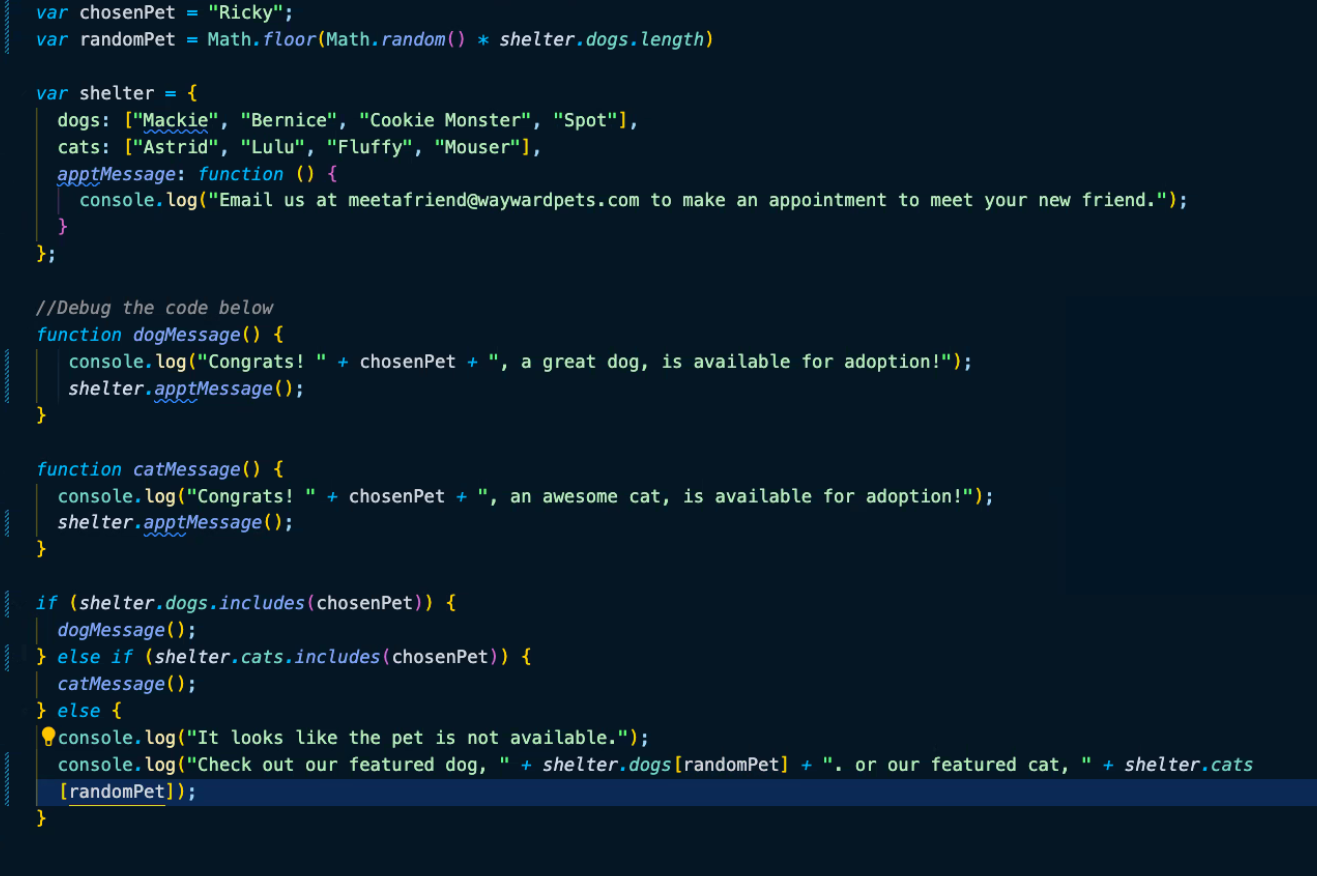 var chosenPet = "Ricky";
var randomPet = Math.floor(Math.random() * shelter.dogs.length)
var shelter = {
dogs: ["Mackie", "Bernice", "Cookie Monster", "Spot"],
cats: ["Astrid", "Lulu", "Fluffy", "Mouser"],
apptMessage: function () {
console.log("Email us at meetafriend@waywardpets.com to make an appointment to meet your new friend.");
}
};
//Debug the code below
function dogMessage() {
console.log("Congrats! " + chosenPet + ", a great dog, is available for adoption!");
shelter.apptMessage();
}
function catMessage() {
console.log("Congrats! " + chosenPet + ", an awesome cat, is available for adoption!");
shelter.apptMessage();
}
if (shelter.dogs.includes(chosenPet)) {
dogMessage();
} else if (shelter.cats.includes(chosenPet)) {
catMessage();
} else {
console.log("It looks like the pet is not available.");
console.log("Check out our featured dog, " + shelter.dogs[randomPet] + ". or our featured cat, " + shelter.cats
[randomPet]);
}